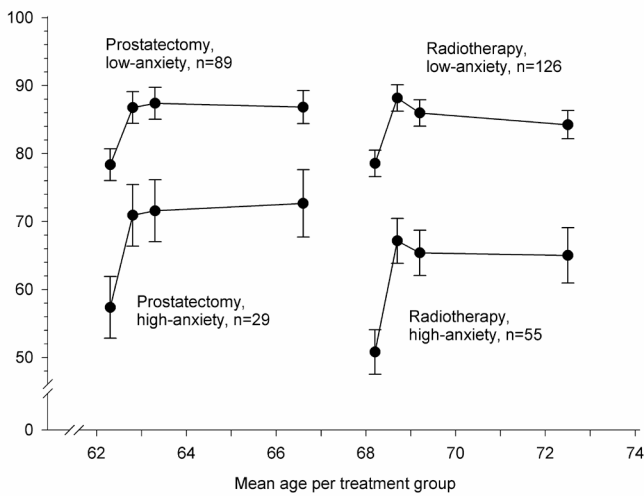 100
90
80
70
60
50
0
Prostatectomy,
low-anxiety, n=89
Radiotherapy,
low-anxiety, n=126
Prostatectomy,
high-anxiety, n=29
Radiotherapy,
high-anxiety, n=55
62 64 66 68 70 72 74
Mean age per treatment group